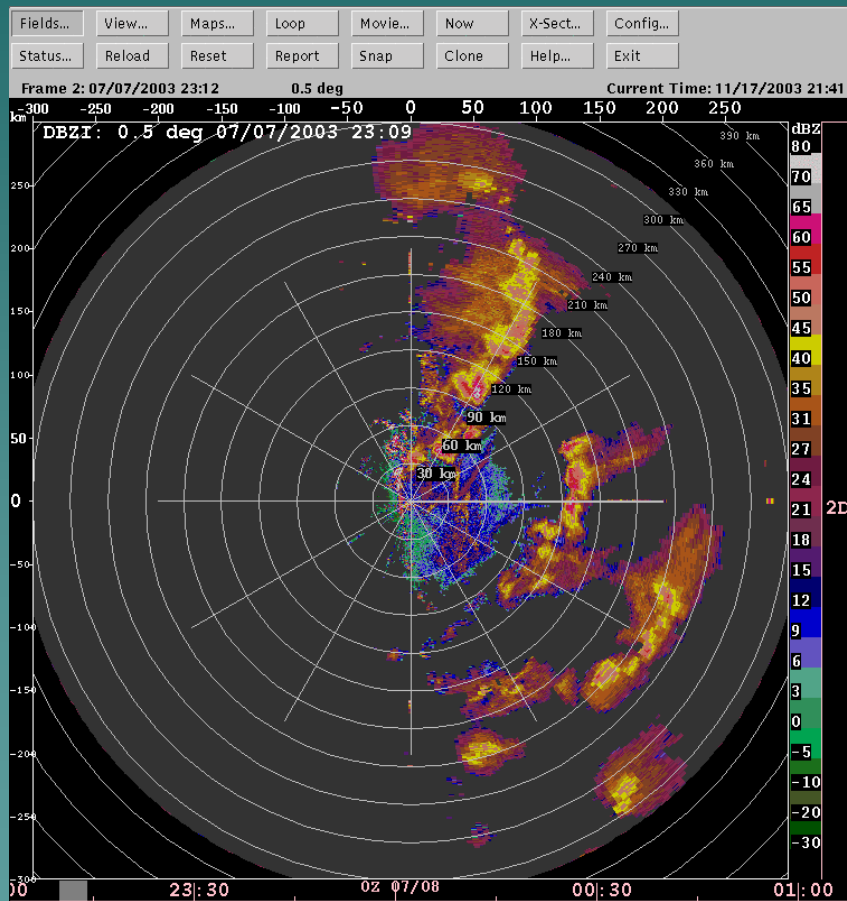 Fields... View... Maps... Loop Movie... Now X-Sect... Config...
Status... Reload Reset Report Snap Clone Help... Exit
Frame 2: 07/07/2003 23:12 0.5 deg Current Time: 11/17/2003 21:41
km -300 -250 -200 -150 -100 -50 0 50 100 150 200 250
DBZI: 0.5 deg 07/07/2003 23:09
390 km
360 km
330 km
300 km
270 km
240 km
210 km
180 km
150 km
120 km
90 km
60 km
30 km
250
200
150
100
50
0
-50
-100
-150
-200
-250
-300
dBZ
80
70
65
60
55
50
45
40
35
31
27
24
21
18
15
12
9
6
3
0
-5
-10
-20
-30
2D
00 23:30 0Z 07/08 00:30 01:00